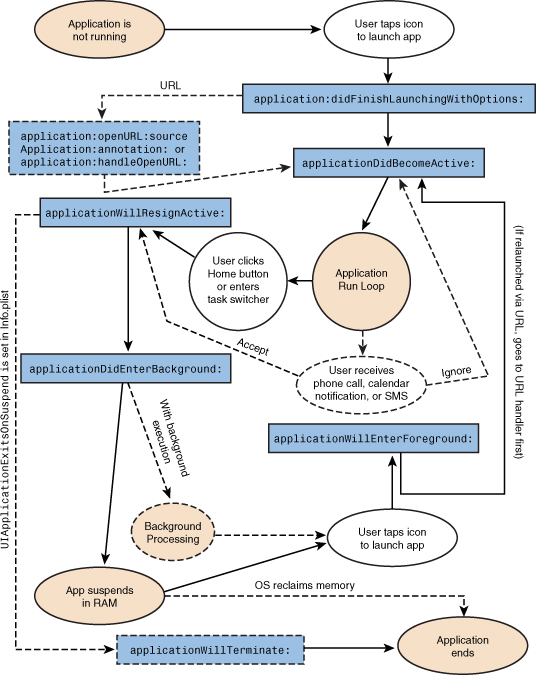 Application is
not running
User taps icon
to launch app
URL
application:didFinishLaunchingWithOptions:
application:openURL:source
Application:annotation: or
application:handleOpenURL:
applicationDidBecomeActive:
applicationWillResignActive:
User clicks
Home button
or enters
task switcher
Application
Run Loop
(If relaunched via URL, goes to URL
handler first)
UIApplicationExitsOnSuspend is set in Info.plist
Accept
Ignore
User receives
phone call, calendar
notification, or SMS
applicationDidEnterBackground:
With background
execution
applicationWillEnterForeground:
Background
Processing
User taps icon
to launch app
App suspends
in RAM
OS reclaims memory
applicationWillTerminate:
Application
ends